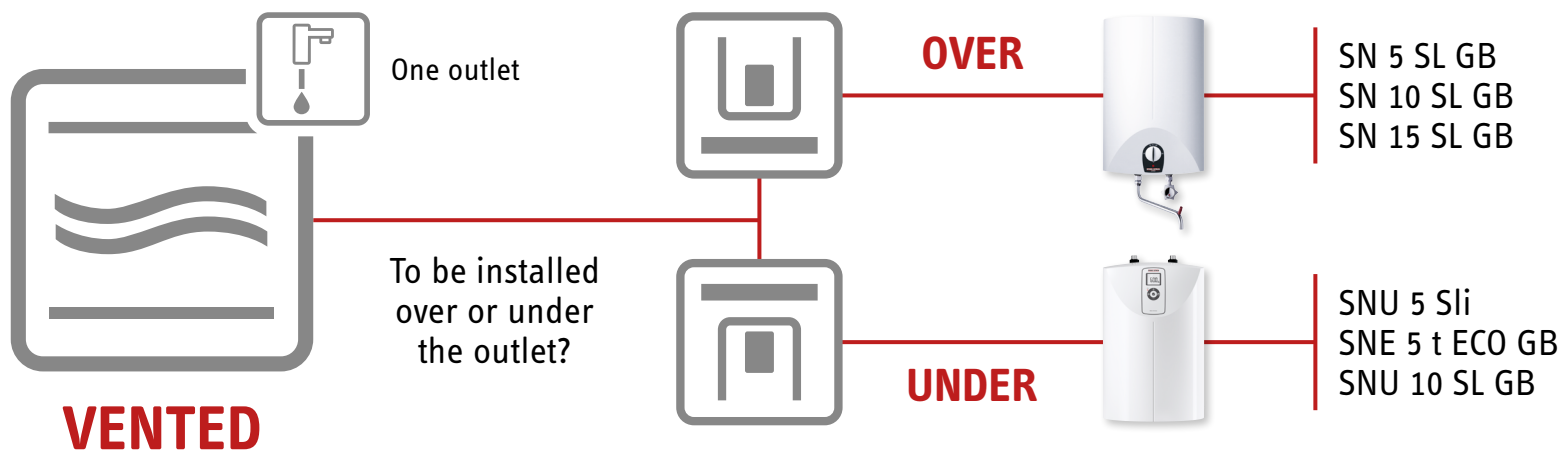 One outlet
VENTED
To be installed
over or under
the outlet?
OVER
SN 5 SL GB
SN 10 SL GB
SN 15 SL GB
UNDER
SNU 5 Sli
SNE 5 t ECO GB
SNU 10 SL GB